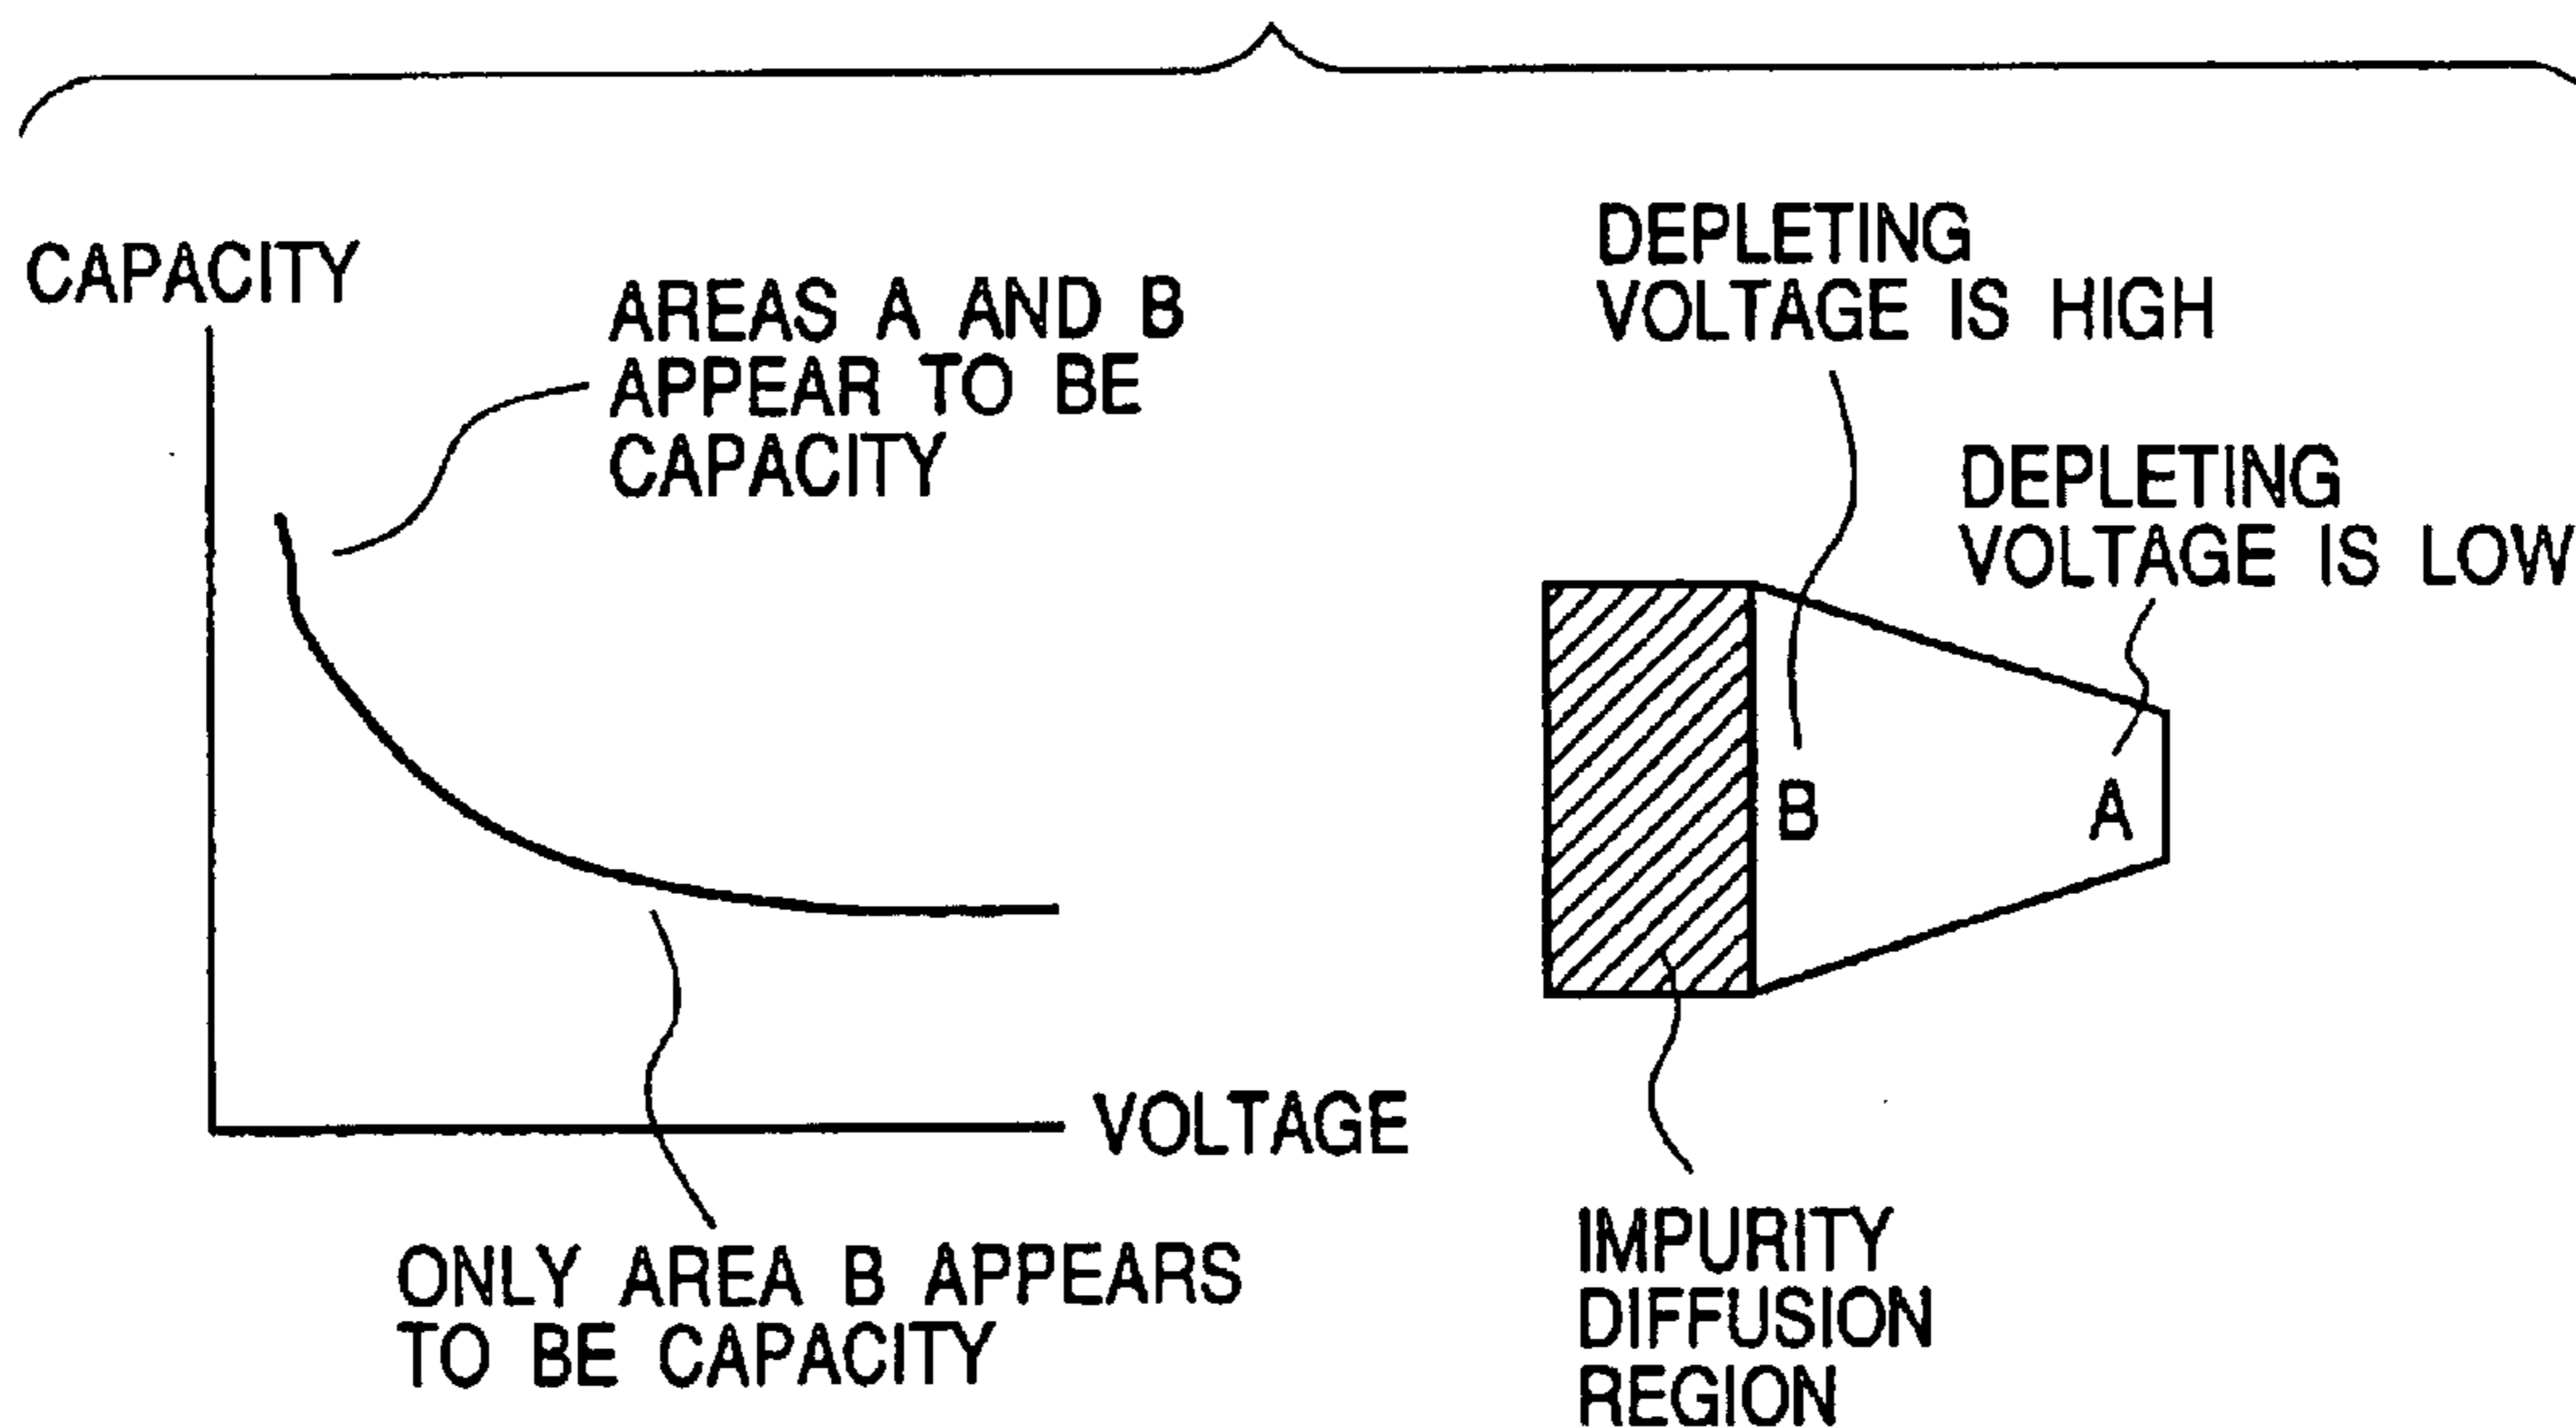 CAPACITY
AREAS A AND B
APPEAR TO BE
CAPACITY
VOLTAGE
ONLY AREA B APPEARS
TO BE CAPACITY
DEPLETING
VOLTAGE IS HIGH
DEPLETING
VOLTAGE IS LOW
B
A
IMPURITY
DIFFUSION
REGION